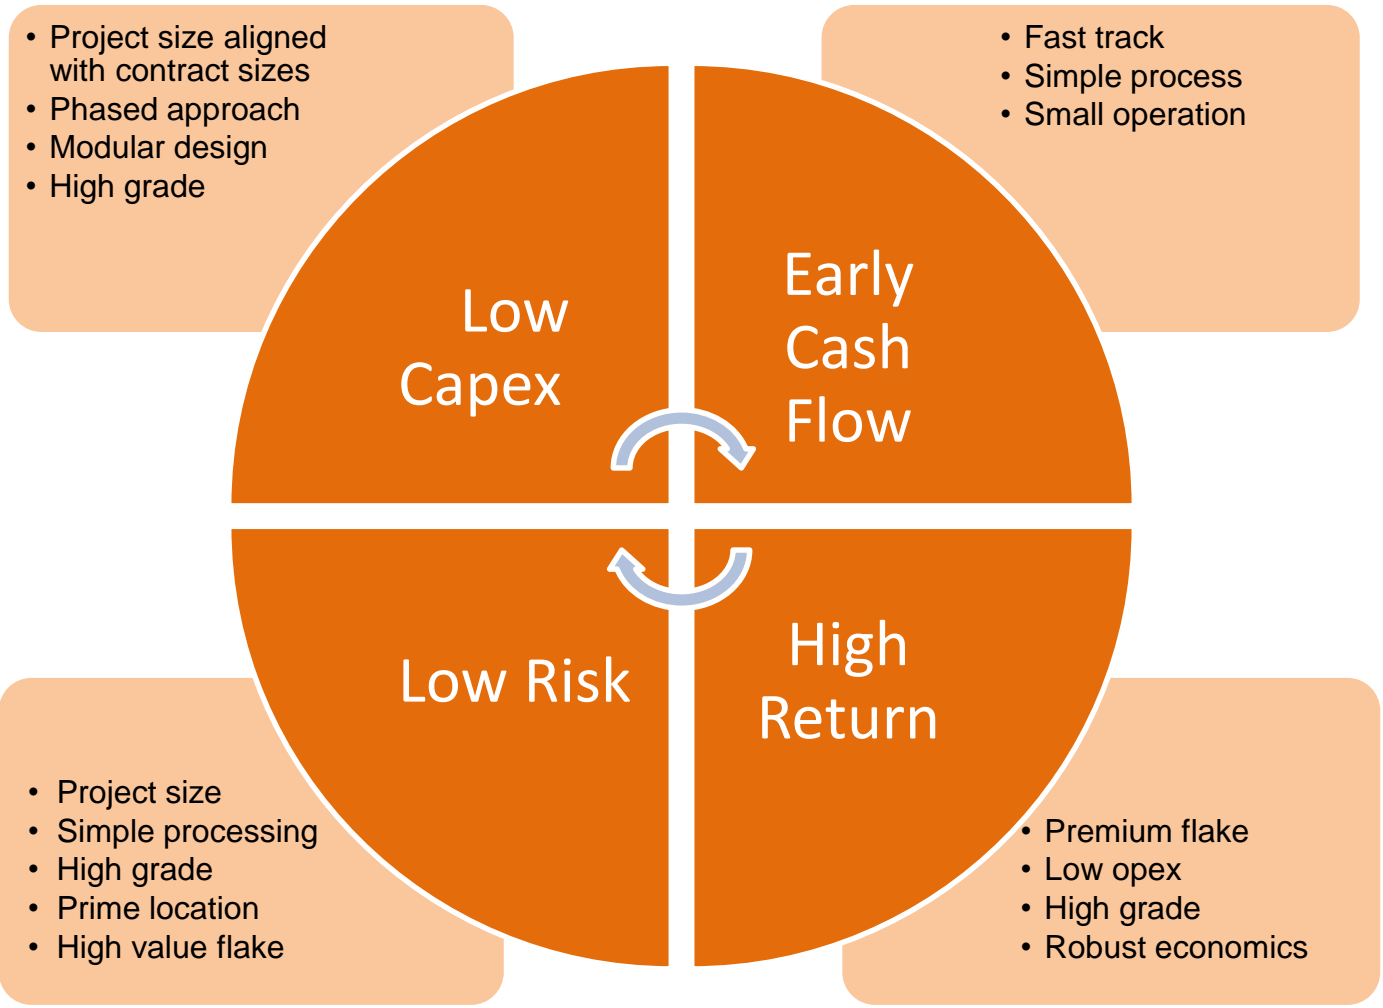 • Project size aligned
with contract sizes
• Phased approach
• Modular design
• High grade
• Fast track
• Simple process
• Small operation
Low
Capex
Early
Cash
Flow
Low Risk
High
Return
• Project size
• Simple processing
• High grade
• Prime location
• High value flake
• Premium flake
• Low opex
• High grade
• Robust economics